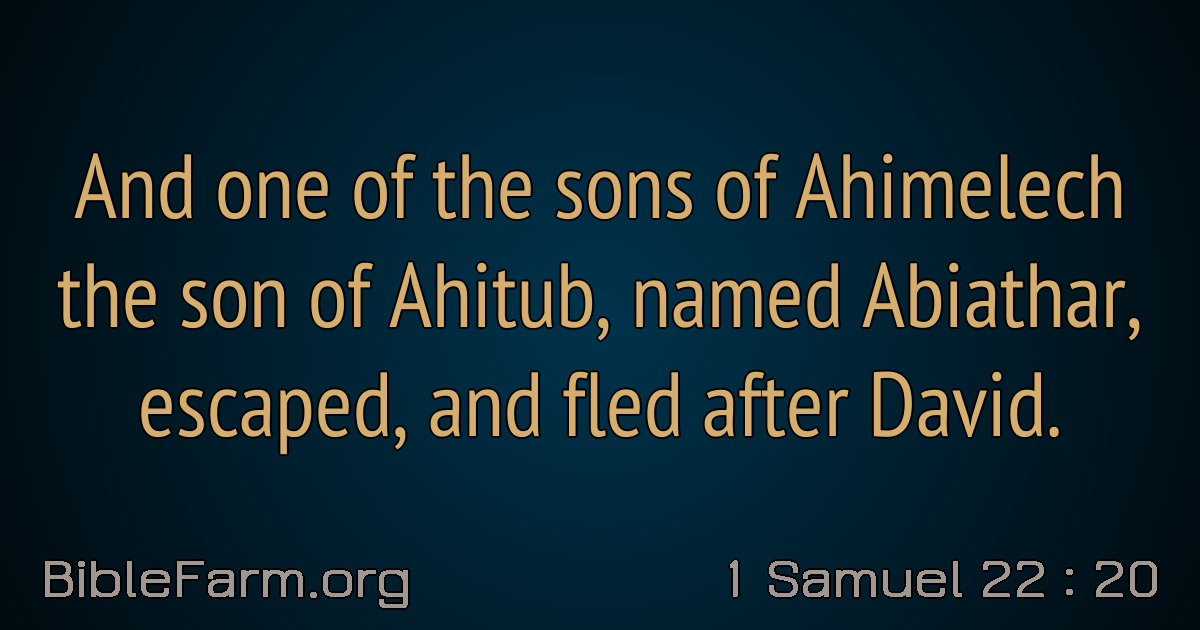 And one of the sons of Ahimelech
the son of Ahitub, named Abiathar,
escaped, and fled after David.
BibleFarm.org
1 Samuel 22 : 20